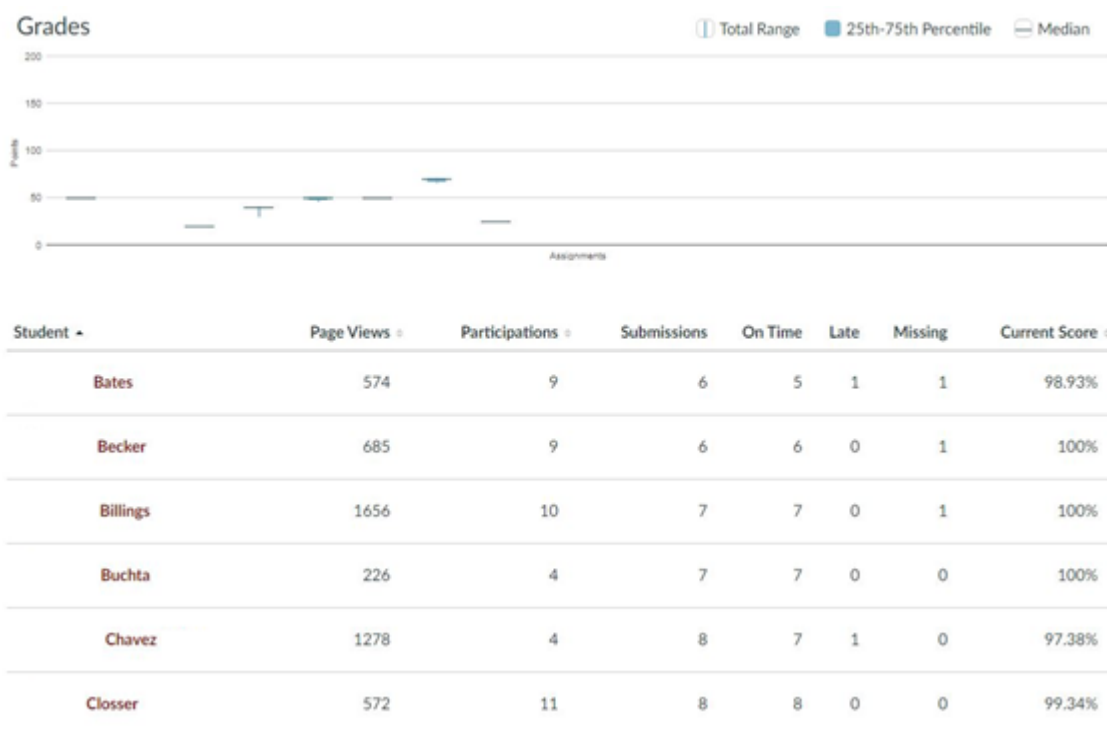 Grades
Total Range 25th-75th Percentile Median
200
150
100
50
0
Points
Assignments
Student Page Views Participations Submissions On Time Late Missing Current Score
Bates 574 9 6 5 1 1 98.93%
Becker 685 9 6 6 0 1 100%
Billings 1656 10 7 7 0 1 100%
Buchta 226 4 7 7 0 0 100%
Chavez 1278 4 8 7 1 0 97.38%
Closser 572 11 8 8 0 0 99.34%